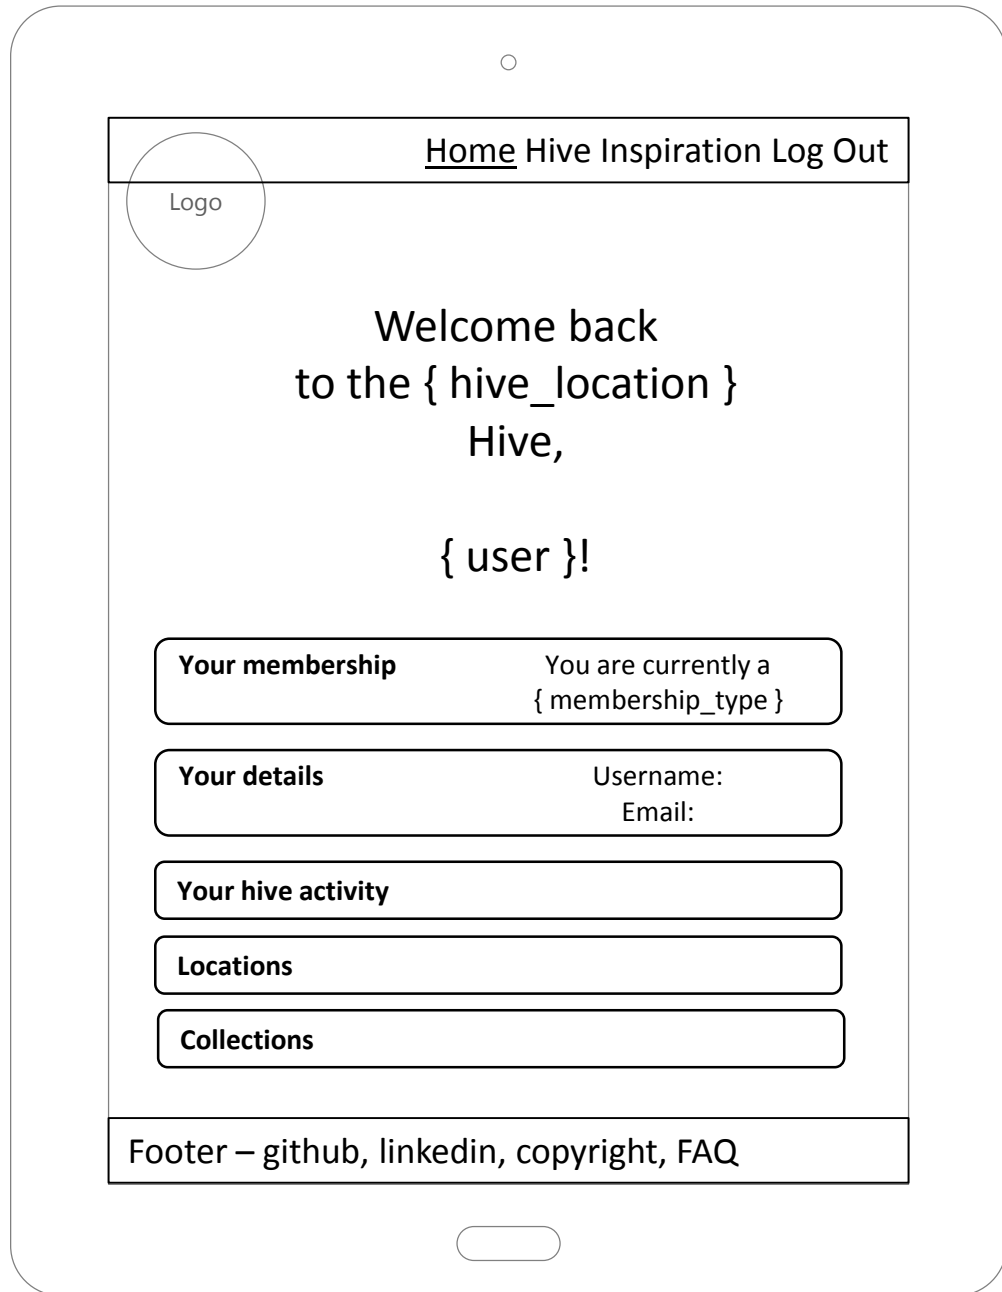 Home Hive Inspiration Log Out
Logo
Welcome back
to the { hive_location }
Hive,
{ user }!
Your membership
You are currently a
{ membership_type }
Your details
Username:
Email:
Your hive activity
Locations
Collections
Footer – github, linkedin, copyright, FAQ